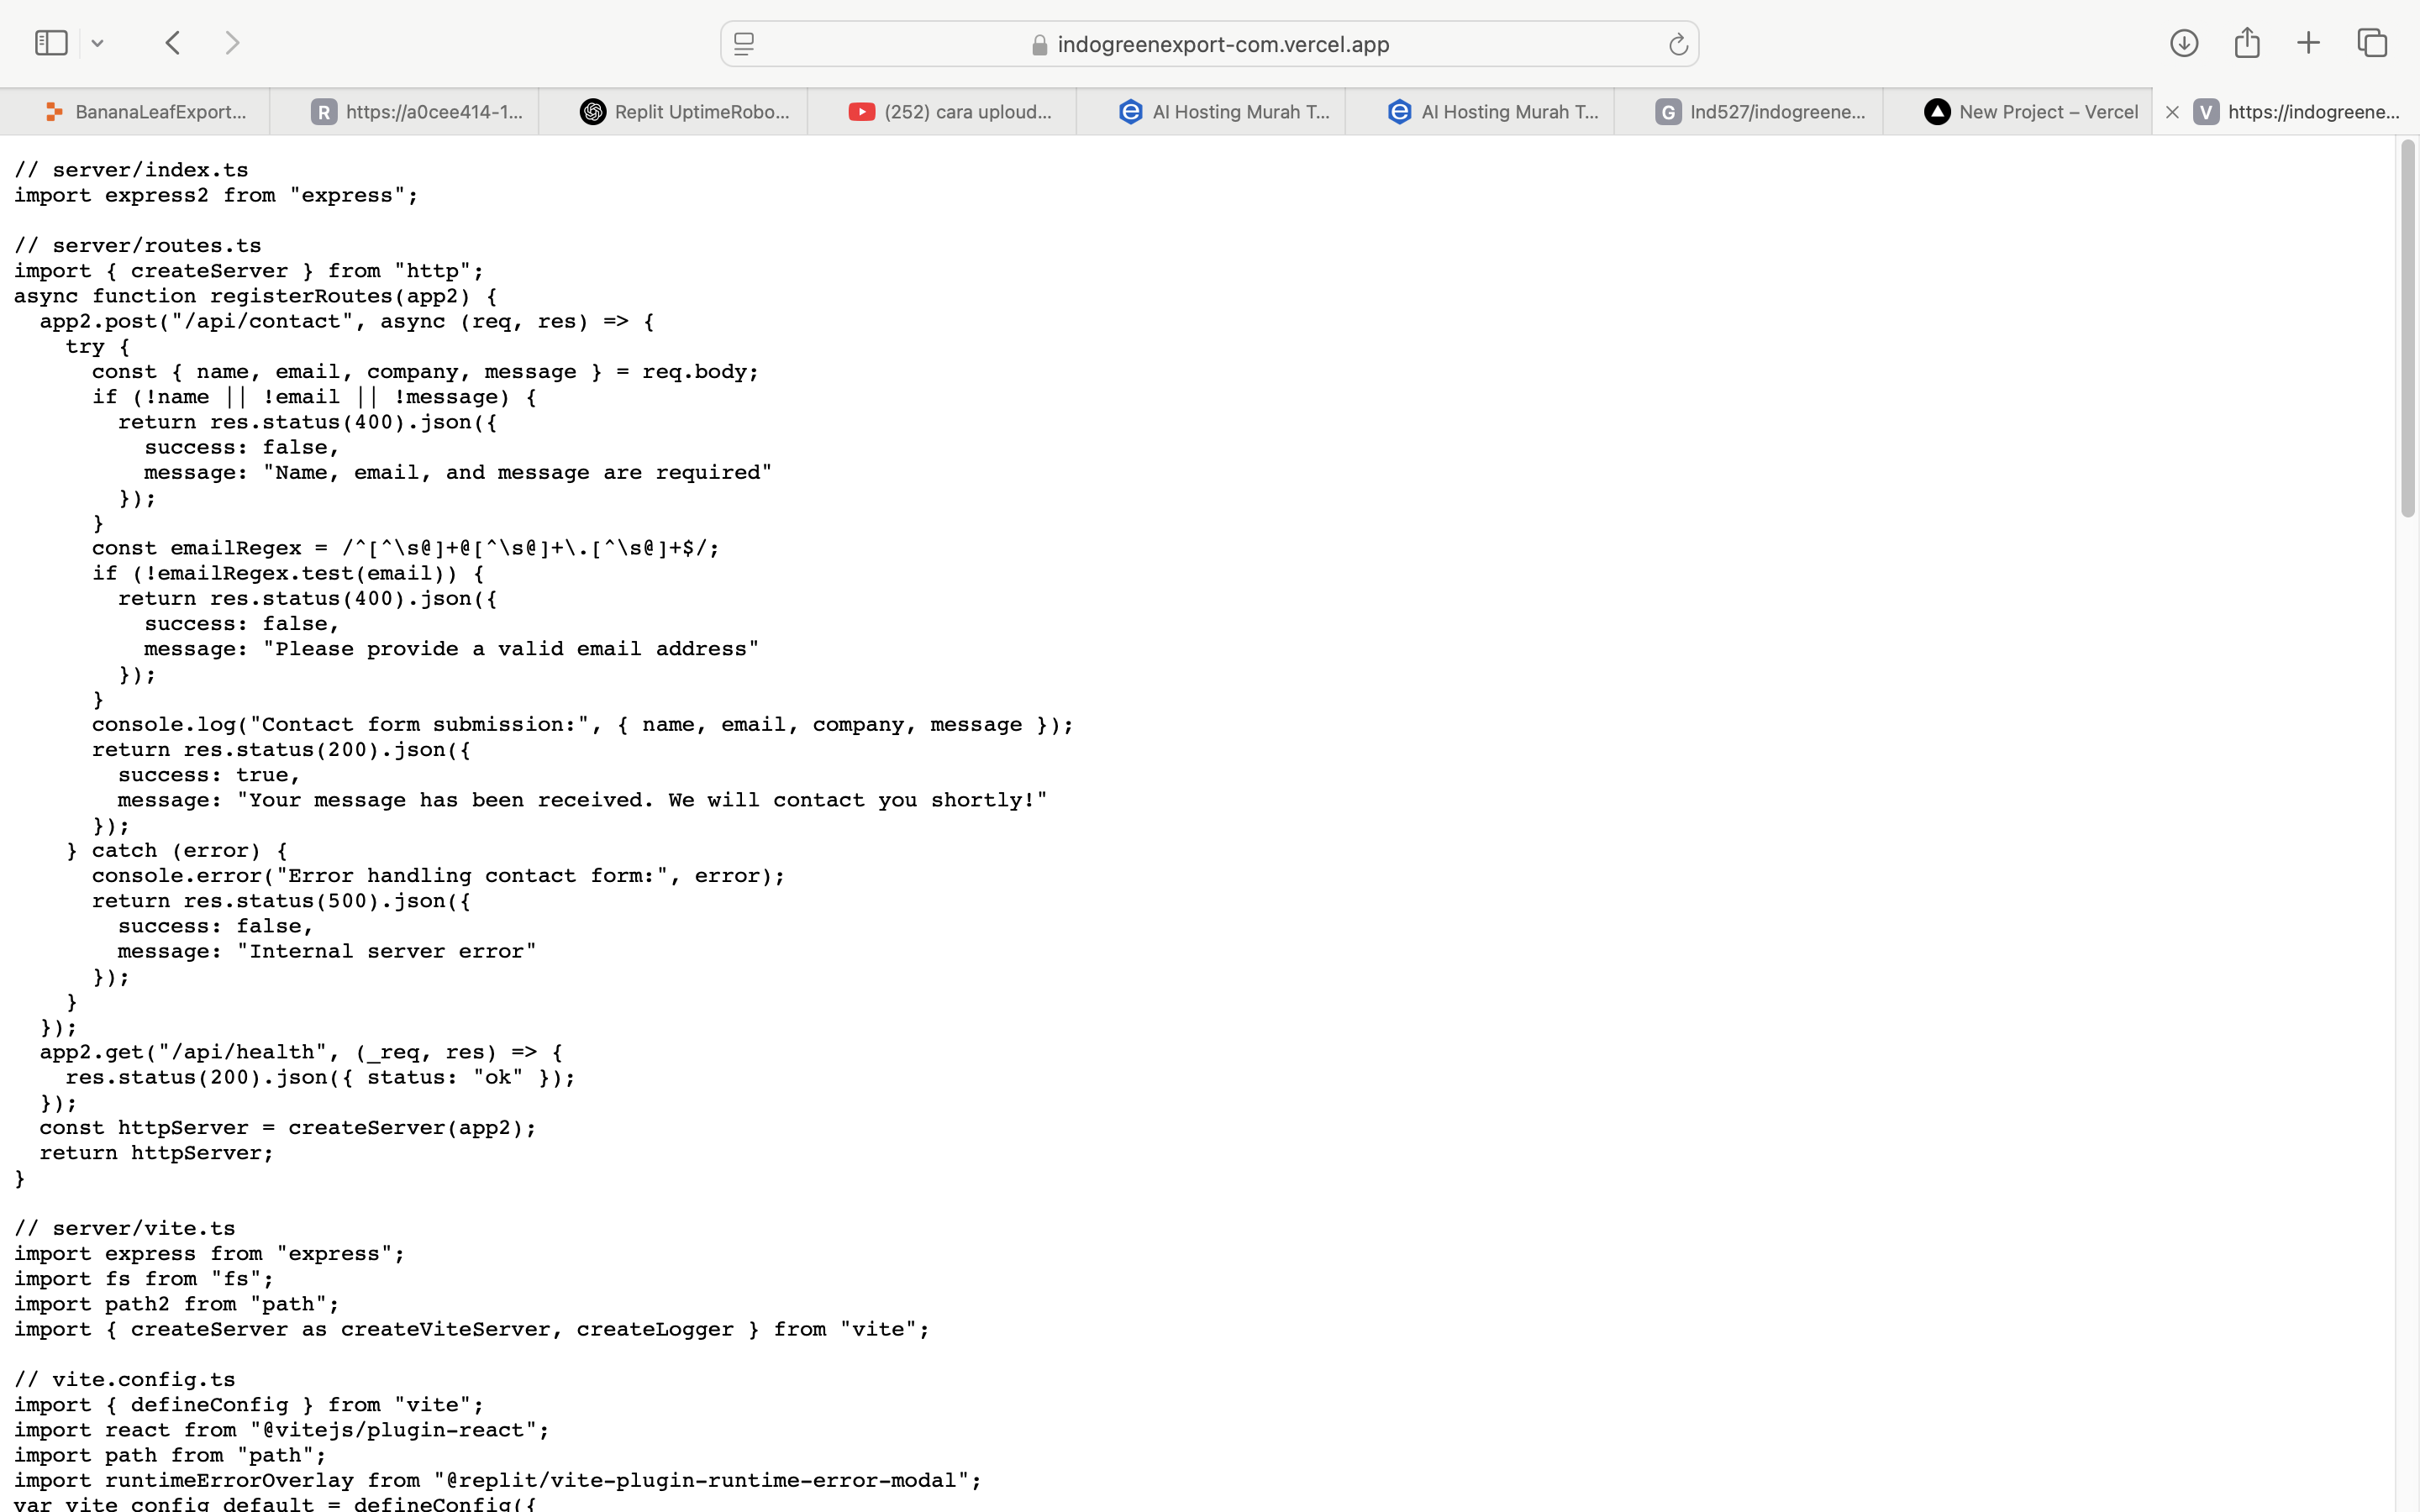 indogreenexport-com.vercel.app
BananaLeafExport...
R https://a0cee414-1...
Replit UptimeRobo...
(252) cara uploud...
AI Hosting Murah T...
AI Hosting Murah T...
G Ind527/indogreene...
New Project – Vercel
V https://indogreene...
// server/index.ts
import express2 from "express";
// server/routes.ts
import { createServer } from "http";
async function registerRoutes(app2) {
  app2.post("/api/contact", async (req, res) => {
    try {
      const { name, email, company, message } = req.body;
      if (!name || !email || !message) {
        return res.status(400).json({
          success: false,
          message: "Name, email, and message are required"
        });
      }
      const emailRegex = /^[^\s@]+@[^\s@]+\.[^\s@]+$/;
      if (!emailRegex.test(email)) {
        return res.status(400).json({
          success: false,
          message: "Please provide a valid email address"
        });
      }
      console.log("Contact form submission:", { name, email, company, message });
      return res.status(200).json({
        success: true,
        message: "Your message has been received. We will contact you shortly!"
      });
    } catch (error) {
      console.error("Error handling contact form:", error);
      return res.status(500).json({
        success: false,
        message: "Internal server error"
      });
    }
  });
  app2.get("/api/health", (_req, res) => {
    res.status(200).json({ status: "ok" });
  });
  const httpServer = createServer(app2);
  return httpServer;
}
// server/vite.ts
import express from "express";
import fs from "fs";
import path2 from "path";
import { createServer as createViteServer, createLogger } from "vite";
// vite.config.ts
import { defineConfig } from "vite";
import react from "@vitejs/plugin-react";
import path from "path";
import runtimeErrorOverlay from "@replit/vite-plugin-runtime-error-modal";
var vite_config_default = defineConfig({